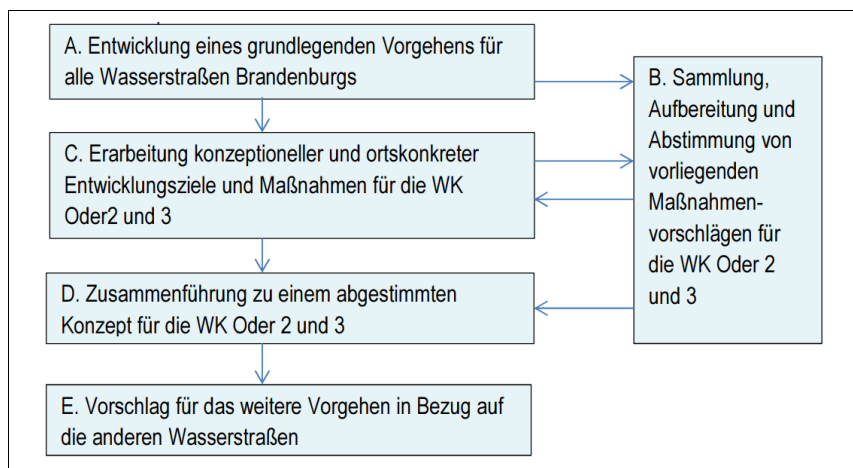 A. Entwicklung eines grundlegenden Vorgehens für
alle Wasserstraßen Brandenburgs
B. Sammlung,
Aufbereitung und
Abstimmung von
vorliegenden
Maßnahmen-
vorschlägen für
die WK Oder 2
und 3
C. Erarbeitung konzeptioneller und ortskonkreter
Entwicklungsziele und Maßnahmen für die WK
Oder2 und 3
D. Zusammenführung zu einem abgestimmten
Konzept für die WK Oder 2 und 3
E. Vorschlag für das weitere Vorgehen in Bezug auf
die anderen Wasserstraßen